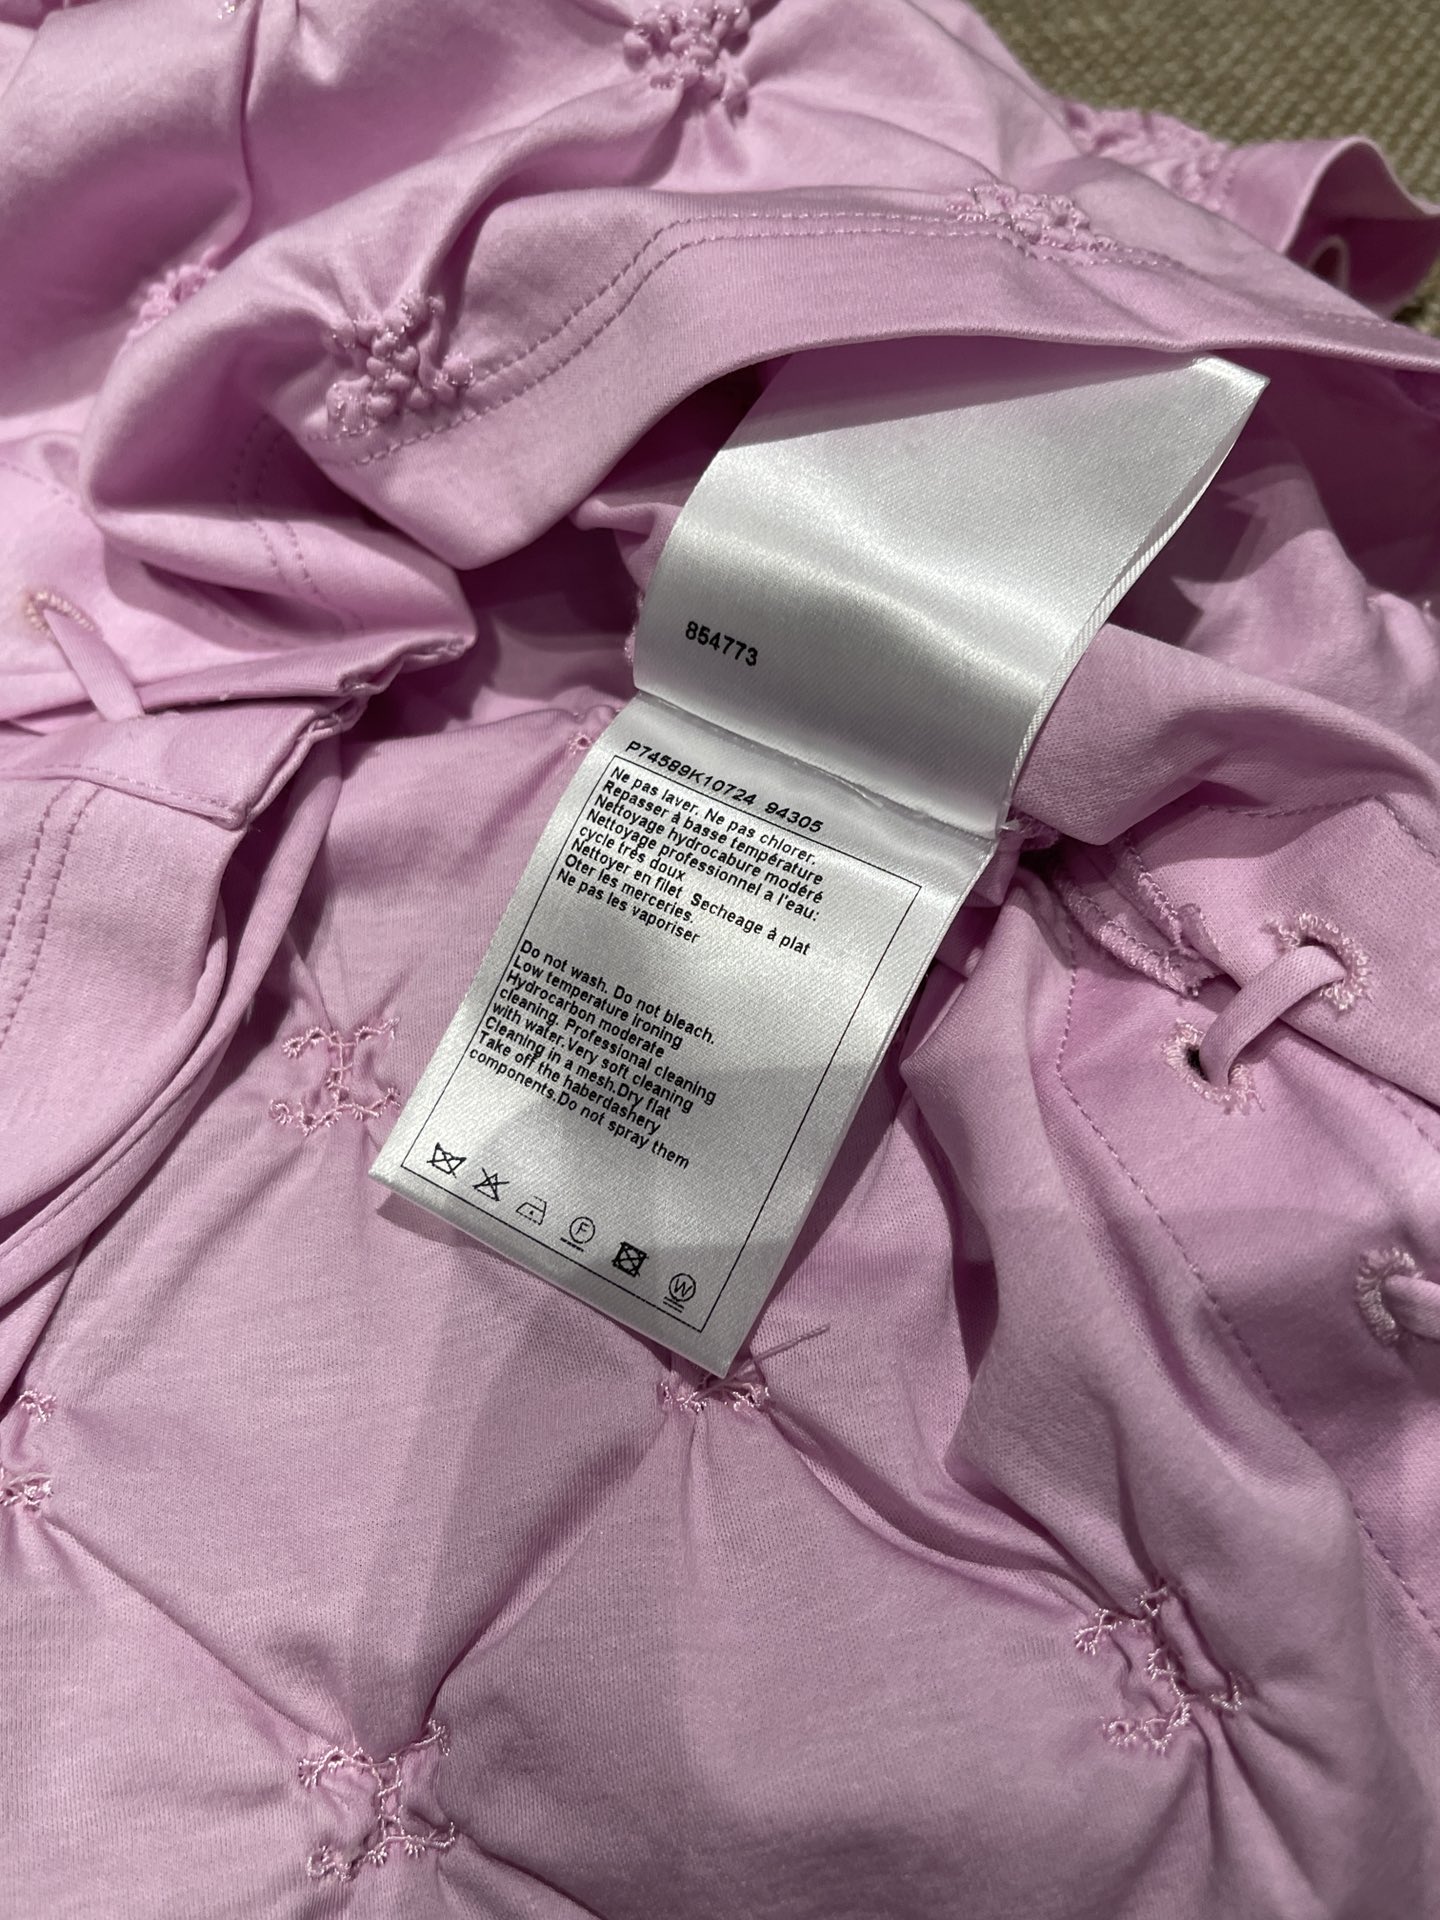 854773
P74589K10724 94305
Ne pas laver. Ne pas chlorer.
Repasser à basse température
Nettoyage hydrocabure modéré
Nettoyage professionnel a l'eau:
cycle très doux
Nettoyer en filet Secheage à plat
Oter les merceries.
Ne pas les vaporiser
Do not wash. Do not bleach.
Low temperature ironing
Hydrocarbon moderate
cleaning. Professional cleaning
with water.Very soft cleaning
Cleaning in a mesh.Dry flat
Take off the haberdashery
components.Do not spray them
F
W